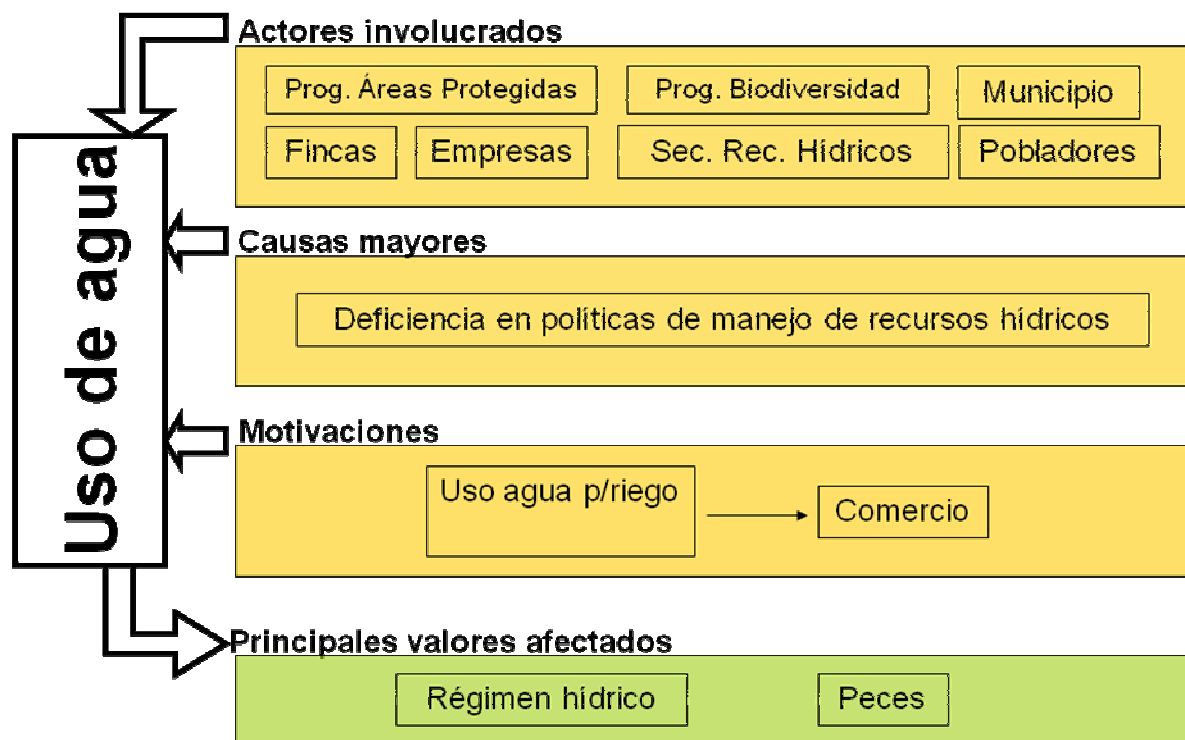 Actores involucrados
Prog. Áreas Protegidas
Prog. Biodiversidad
Municipio
Fincas
Empresas
Sec. Rec. Hídricos
Pobladores
Uso de agua
Causas mayores
Deficiencia en políticas de manejo de recursos hídricos
Motivaciones
Uso agua p/riego
Comercio
Principales valores afectados
Régimen hídrico
Peces